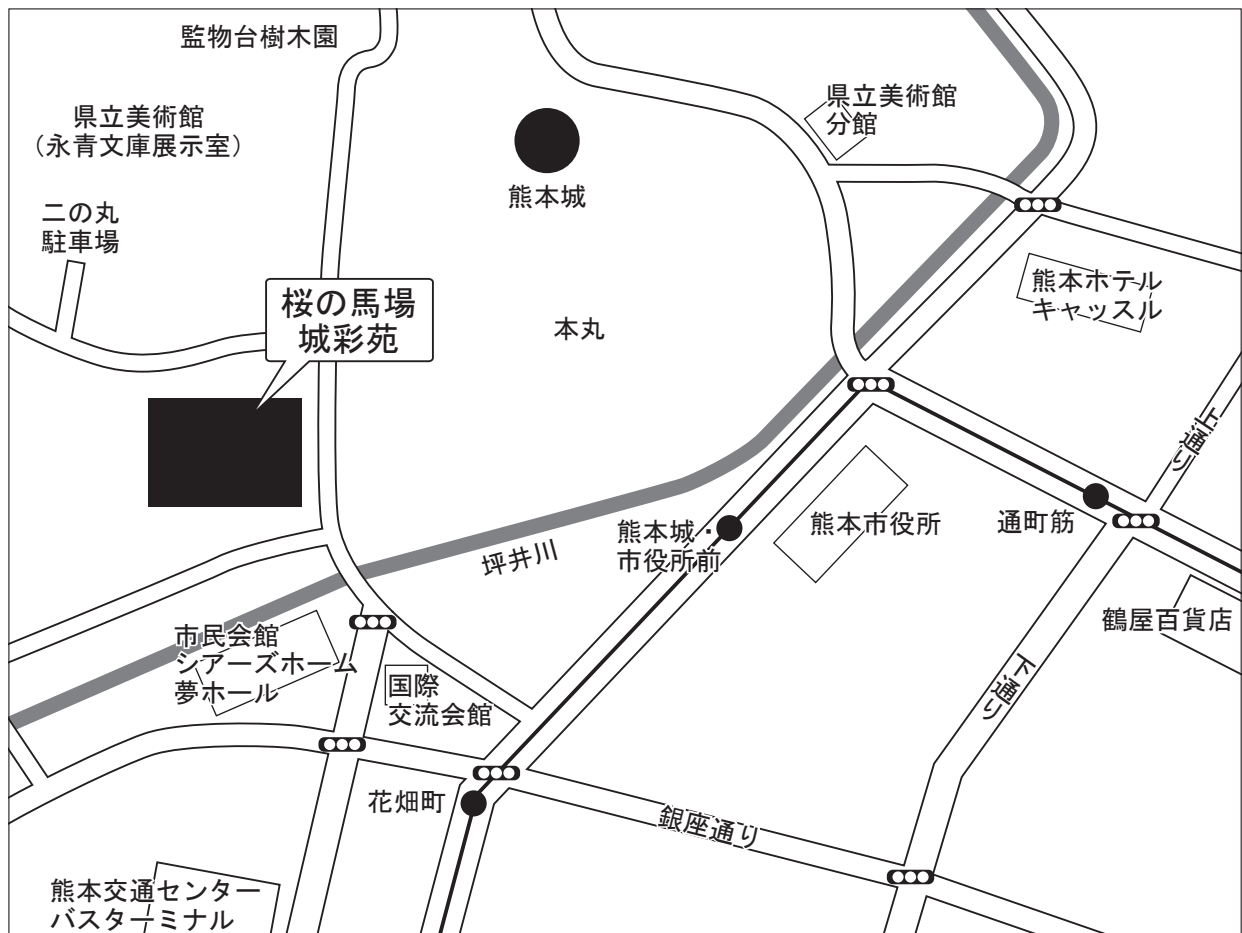 監物台樹木園
県立美術館
（永青文庫展示室）
県立美術館
分館
熊本城
二の丸
駐車場
熊本ホテル
キャッスル
桜の馬場
城彩苑
本丸
上通り
熊本城・
市役所前
熊本市役所
通町筋
坪井川
鶴屋百貨店
市民会館
シアーズホーム
夢ホール
国際
交流会館
下通り
花畑町
銀座通り
熊本交通センター
バスターミナル